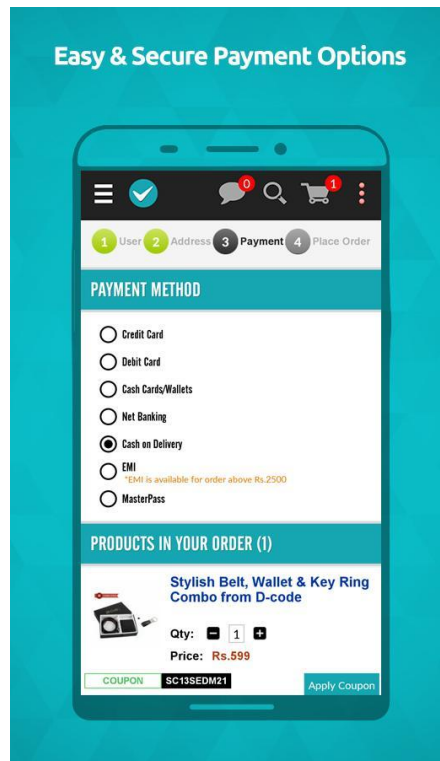 Easy & Secure Payment Options
0
1
1 User 2 Address 3 Payment 4 Place Order
PAYMENT METHOD
Credit Card
Debit Card
Cash Cards/Wallets
Net Banking
Cash on Delivery
EMI
*EMI is available for order above Rs.2500
MasterPass
PRODUCTS IN YOUR ORDER (1)
Stylish Belt, Wallet & Key Ring
Combo from D-code
Qty: 1
Price: Rs.599
COUPON SC13SEDM21 Apply Coupon